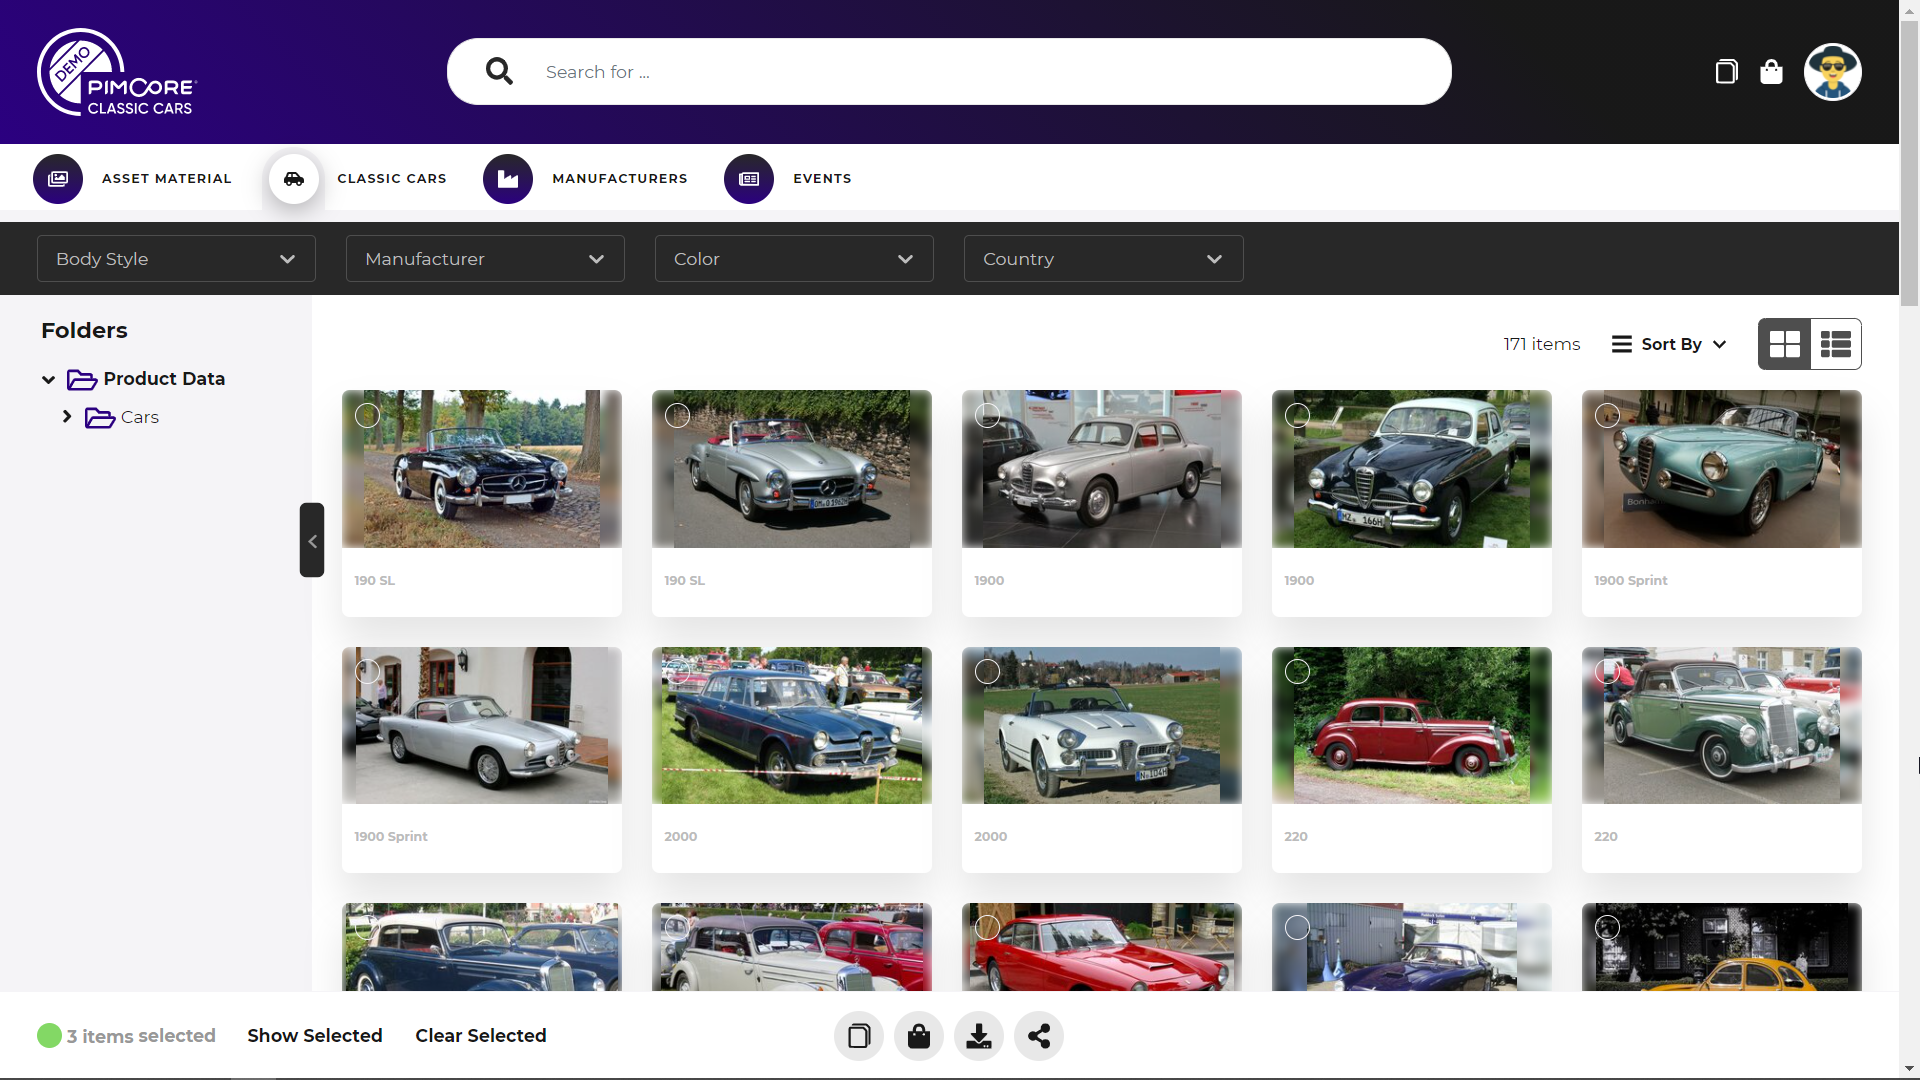 DEMO
PIMCORE
CLASSIC CARS
Search for ...
ASSET MATERIAL
CLASSIC CARS
MANUFACTURERS
EVENTS
Body Style
Manufacturer
Color
Country
Folders
Product Data
Cars
171 items
Sort By
190 SL
190 SL
1900
1900
1900 Sprint
1900 Sprint
2000
2000
220
220
3 items selected
Show Selected
Clear Selected